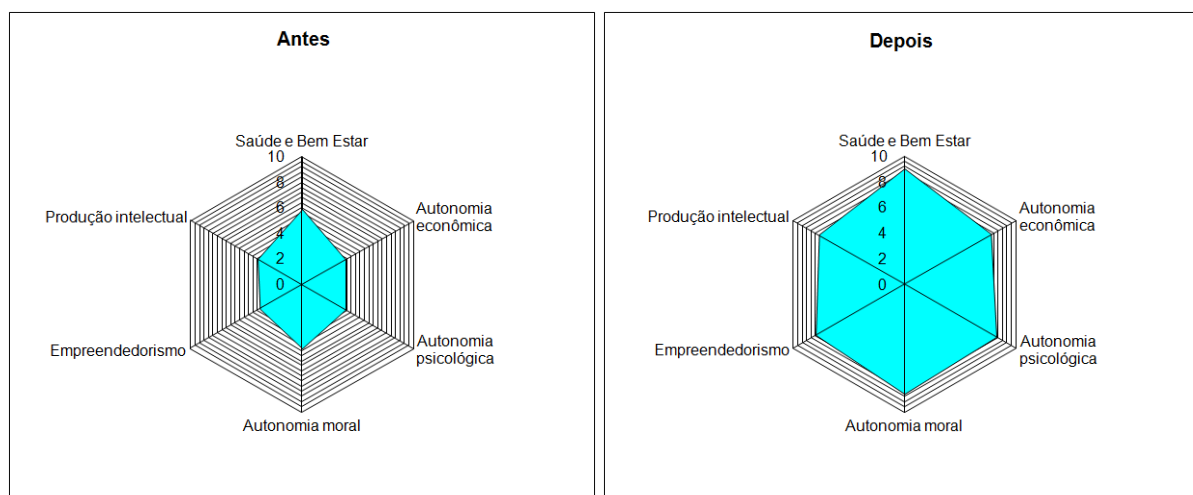 Antes
Saúde e Bem Estar
10
8
6
4
2
0
Autonomia
econômica
Autonomia
psicológica
Autonomia moral
Empreendedorismo
Produção intelectual
Depois
Saúde e Bem Estar
10
8
6
4
2
0
Autonomia
econômica
Autonomia
psicológica
Autonomia moral
Empreendedorismo
Produção intelectual